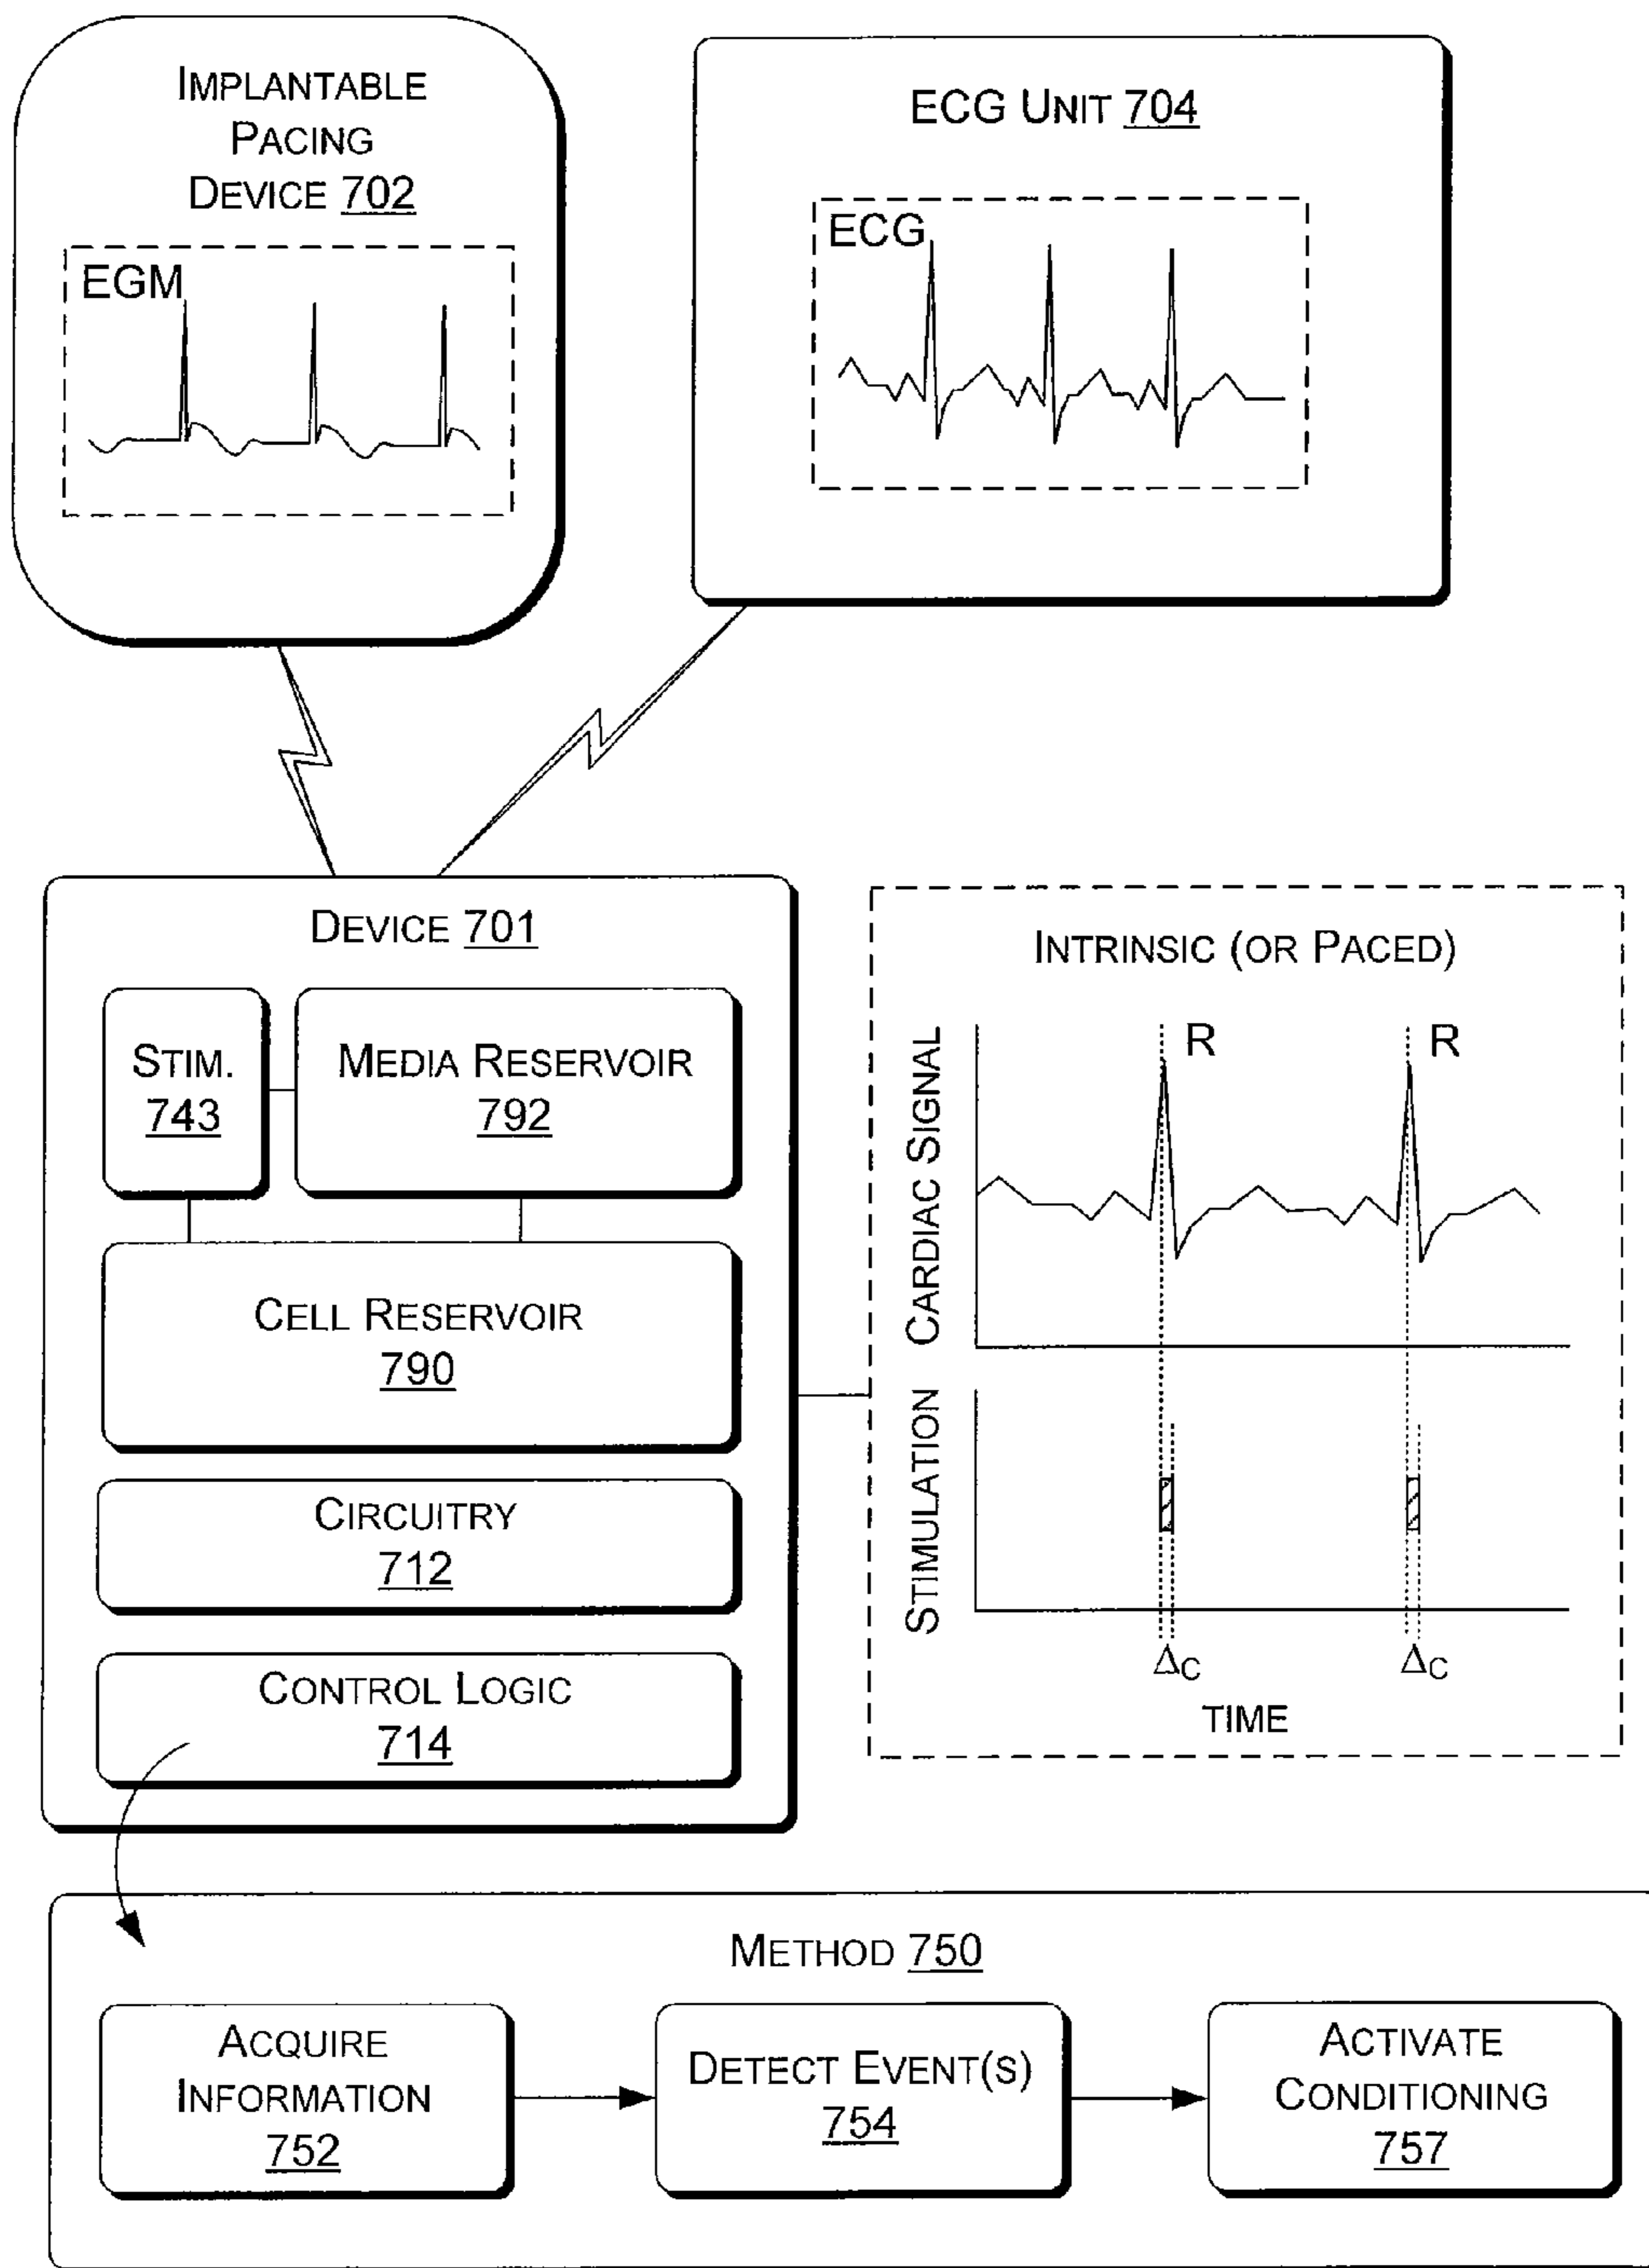 IMPLANTABLE
PACING
DEVICE 702
EGM
ECG UNIT 704
ECG
DEVICE 701
STIM.
743
MEDIA RESERVOIR
792
CELL RESERVOIR
790
CIRCUITRY
712
CONTROL LOGIC
714
INTRINSIC (OR PACED)
CARDIAC SIGNAL
R
R
STIMULATION
ΔC
ΔC
TIME
METHOD 750
ACQUIRE
INFORMATION
752
DETECT EVENT(S)
754
ACTIVATE
CONDITIONING
757